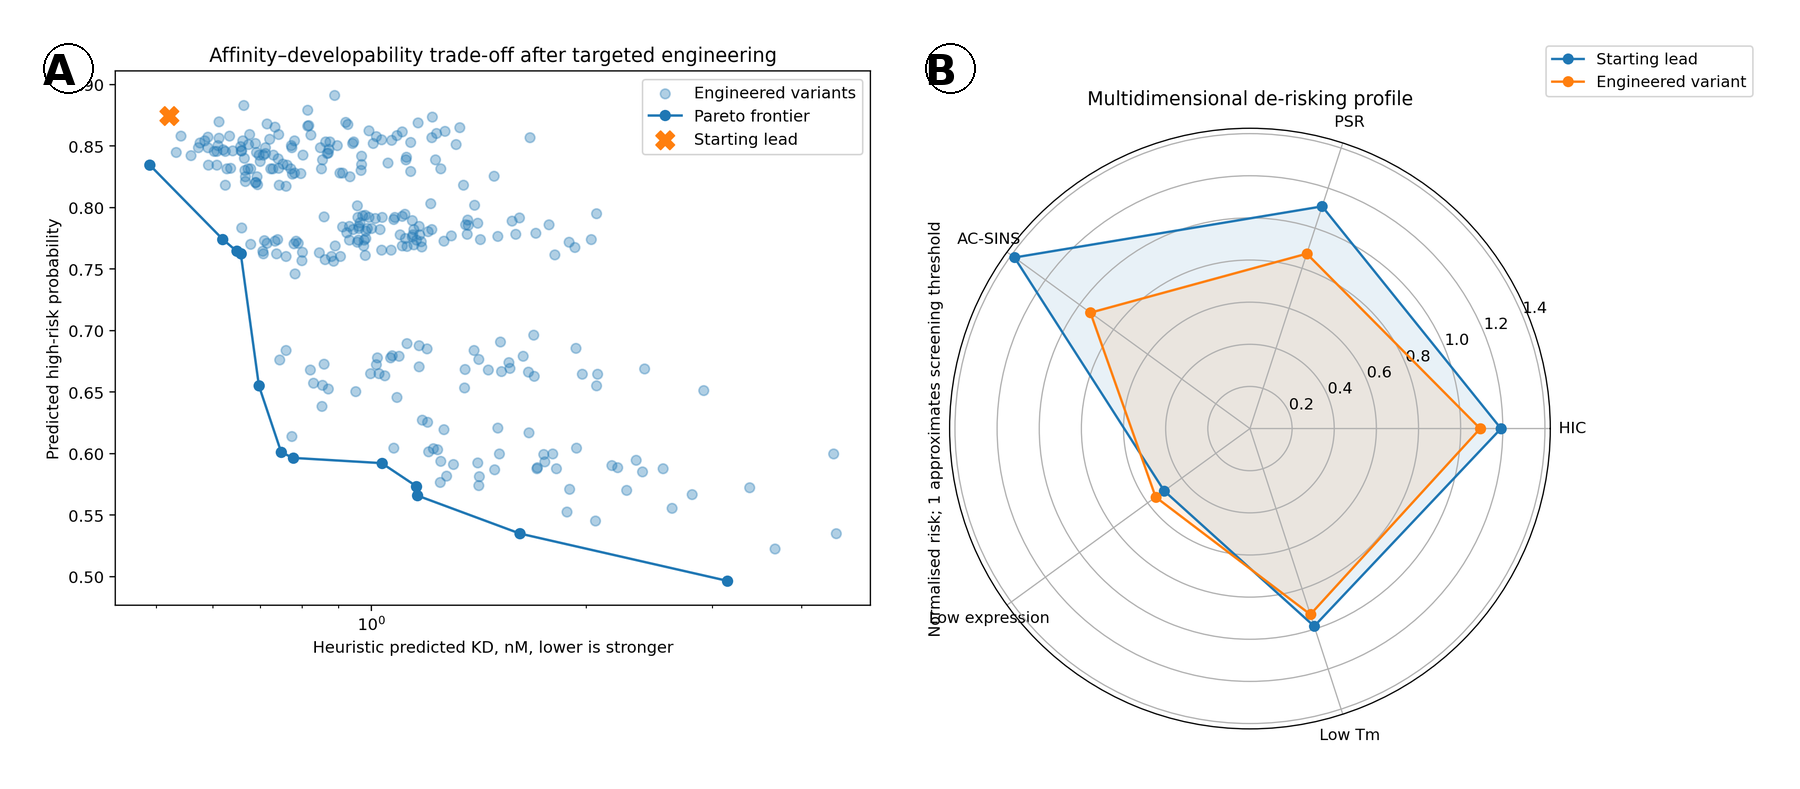 A
Affinity–developability trade-off after targeted engineering
Engineered variants
Pareto frontier
Starting lead
90
0.85
0.80
0.75
0.70
0.65
0.60
0.55
0.50
Predicted high-risk probability
10⁰
Heuristic predicted KD, nM, lower is stronger
B
Starting lead
Engineered variant
Multidimensional de-risking profile
PSR
AC-SINS
HIC
Low expression
Low Tm
0.2
0.4
0.6
0.8
1.0
1.2
1.4
Normalised risk; 1 approximates screening threshold